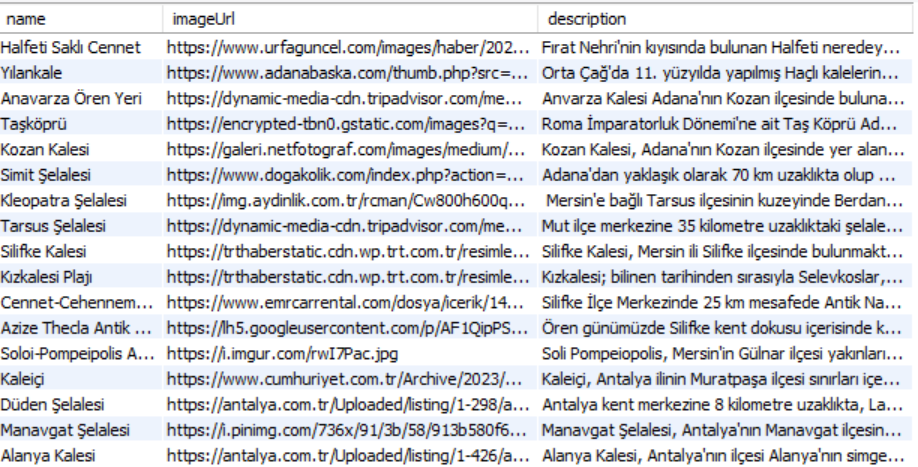 name imageUrl description
Halfeti Saklı Cennet https://www.urfaguncel.com/images/haber/202... Fırat Nehri'nin kıyısında bulunan Halfeti neredey...
Yılankale https://www.adanabaska.com/thumb.php?src=... Orta Çağ'da 11. yüzyılda yapılmış Haçlı kalelerin...
Anavarza Ören Yeri https://dynamic-media-cdn.tripadvisor.com/me... Anvarza Kalesi Adana'nın Kozan ilçesinde buluna...
Taşköprü https://encrypted-tbn0.gstatic.com/images?q=... Roma İmparatorluk Dönemi'ne ait Taş Köprü Ad...
Kozan Kalesi https://galeri.netfotograf.com/images/medium/... Kozan Kalesi, Adana'nın Kozan ilçesinde yer alan...
Simit Şelalesi https://www.dogakolik.com/index.php?action=... Adana'dan yaklaşık olarak 70 km uzaklıkta olup ...
Kleopatra Şelalesi https://img.aydinlik.com.tr/rcman/Cw800h600q... Mersin'e bağlı Tarsus ilçesinin kuzeyinde Berdan...
Tarsus Şelalesi https://dynamic-media-cdn.tripadvisor.com/me... Mut ilçe merkezine 35 kilometre uzaklıktaki şelale...
Silifke Kalesi https://trthaberstatic.cdn.wp.trt.com.tr/resimle... Silifke Kalesi, Mersin ili Silifke ilçesinde bulunmakt...
Kızkalesi Plajı https://trthaberstatic.cdn.wp.trt.com.tr/resimle... Kızkalesi; bilinen tarihinden sırasıyla Selevkoslar,...
Cennet-Cehennem... https://www.emrcarrental.com/dosya/icerik/14... Silifke İlçe Merkezinde 25 km mesafede Antik Na...
Azize Thecla Antik ... https://lh5.googleusercontent.com/p/AF1QipPS... Ören günümüzde Silifke kent dokusu içerisinde k...
Soloi-Pompeipolis A... https://i.imgur.com/rwI7Pac.jpg Soli Pompeiopolis, Mersin'in Gülnar ilçesi yakınları...
Kaleiçi https://www.cumhuriyet.com.tr/Archive/2023/... Kaleiçi, Antalya ilinin Muratpaşa ilçesi sınırları içe...
Düden Şelalesi https://antalya.com.tr/Uploaded/listing/1-298/a... Antalya kent merkezine 8 kilometre uzaklıkta, La...
Manavgat Şelalesi https://i.pinimg.com/736x/91/3b/58/913b580f6... Manavgat Şelalesi, Antalya'nın Manavgat ilçesin...
Alanya Kalesi https://antalya.com.tr/Uploaded/listing/1-426/a... Alanya Kalesi, Antalya'nın ilçesi Alanya'nın simge...